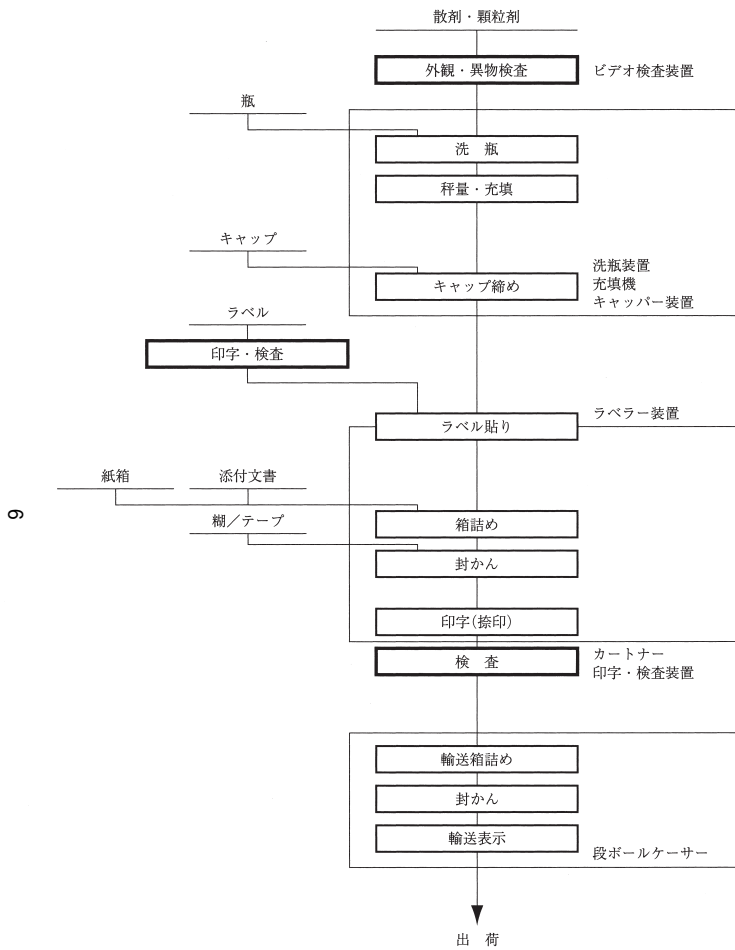 散剤・顆粒剤
外観・異物検査
ビデオ検査装置
瓶
洗　瓶
秤量・充填
キャップ
キャップ締め
洗瓶装置
充填機
キャッパー装置
ラベル
印字・検査
ラベル貼り
ラベラー装置
紙箱
添付文書
箱詰め
糊／テープ
封かん
印字（捺印）
検　査
カートナー
印字・検査装置
輸送箱詰め
封かん
輸送表示
段ボールケーサー
出　荷
9